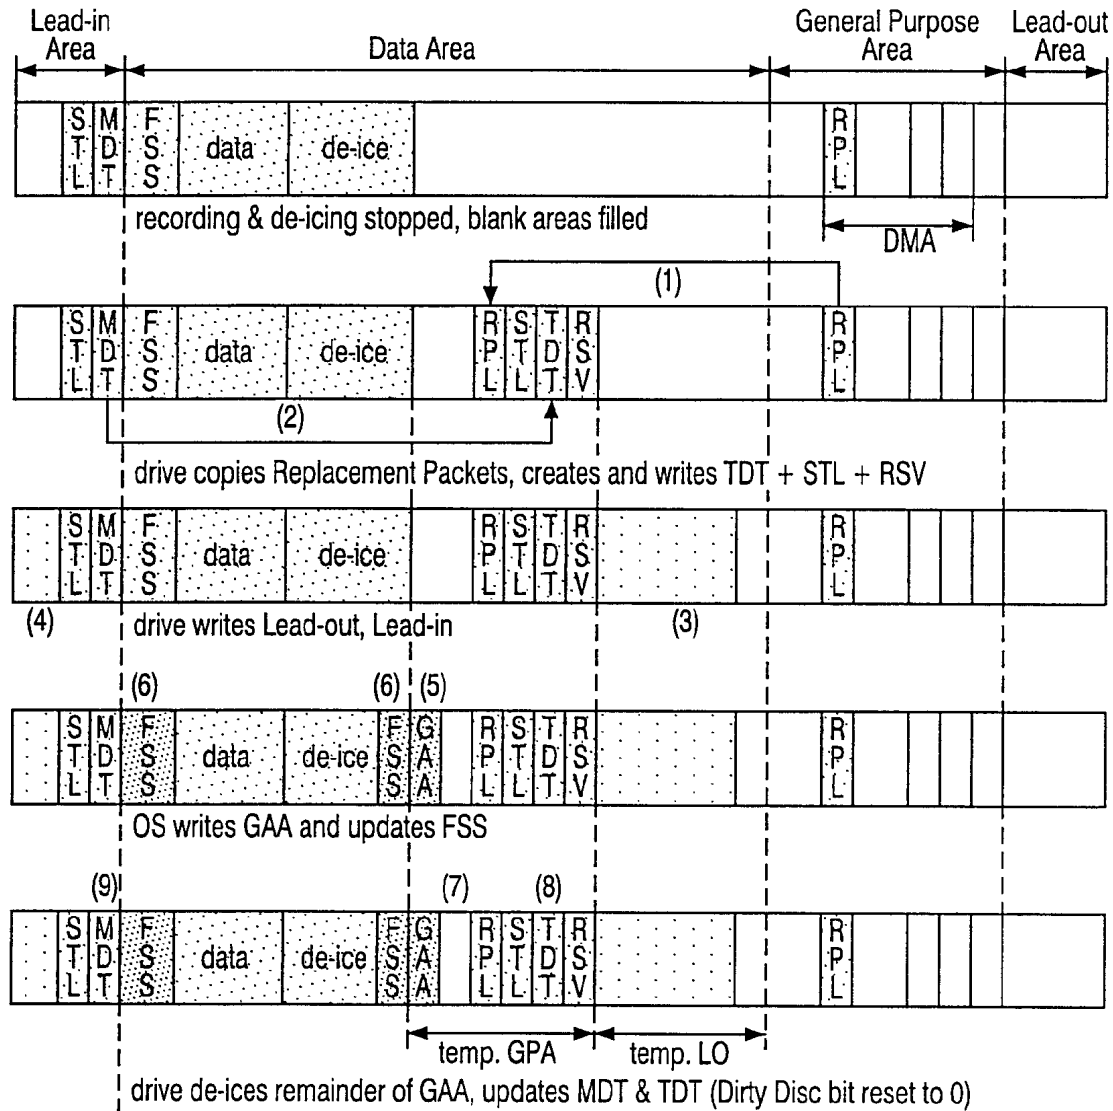 Lead-in Area
Data Area
General Purpose Area
Lead-out Area
STL MDT FSS data de-ice RPL
recording & de-icing stopped, blank areas filled
DMA
(1)
STL MDT FSS data de-ice RPL STL TDT RSV RPL
(2)
drive copies Replacement Packets, creates and writes TDT + STL + RSV
STL MDT FSS data de-ice RPL STL TDT RSV RPL
(4) drive writes Lead-out, Lead-in (3)
(6) (6) (5)
STL MDT FSS data de-ice FSS GAA RPL STL TDT RSV RPL
OS writes GAA and updates FSS
(9) (7) (8)
STL MDT FSS data de-ice FSS GAA RPL STL TDT RSV RPL
temp. GPA temp. LO
drive de-ices remainder of GAA, updates MDT & TDT (Dirty Disc bit reset to 0)